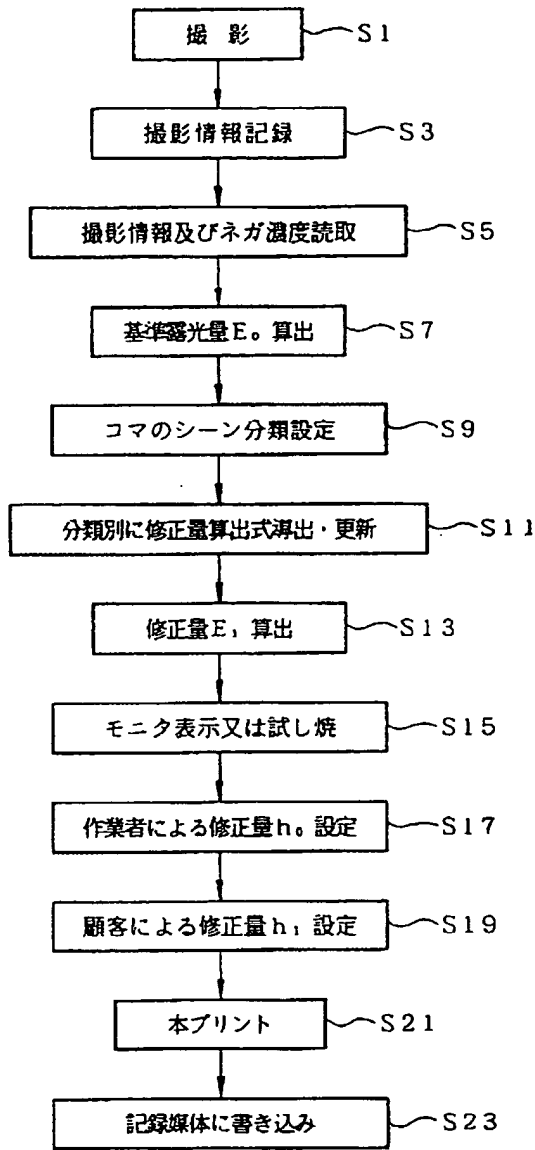 撮 影 S1
撮影情報記録 S3
撮影情報及びネガ濃度読取 S5
基準露光量E₀ 算出 S7
コマのシーン分類設定 S9
分類別に修正量算出式導出・更新 S11
修正量E₁ 算出 S13
モニタ表示又は試し焼 S15
作業者による修正量h₀ 設定 S17
顧客による修正量h₁ 設定 S19
本プリント S21
記録媒体に書き込み S23